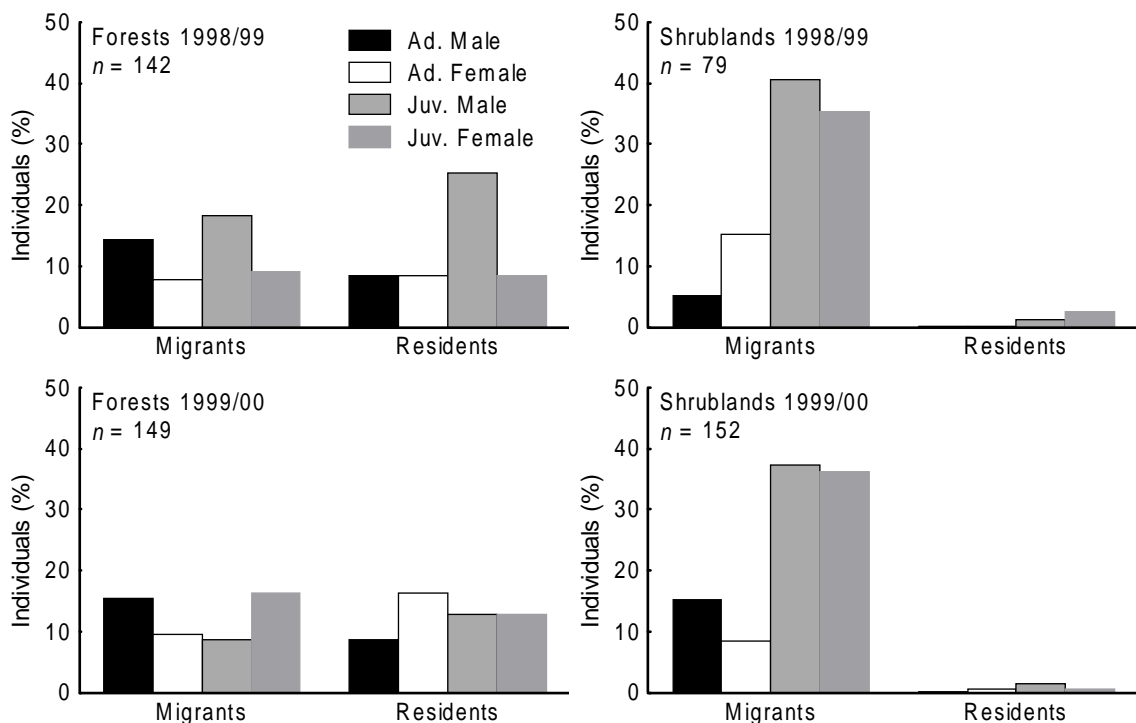 Forests 1998/99
n = 142
Ad. Male
Ad. Female
Juv. Male
Juv. Female
Individuals (%)
50
40
30
20
10
0
Migrants
Residents
Shrublands 1998/99
n = 79
Individuals (%)
50
40
30
20
10
0
Migrants
Residents
Forests 1999/00
n = 149
Individuals (%)
50
40
30
20
10
0
Migrants
Residents
Shrublands 1999/00
n = 152
Individuals (%)
50
40
30
20
10
0
Migrants
Residents